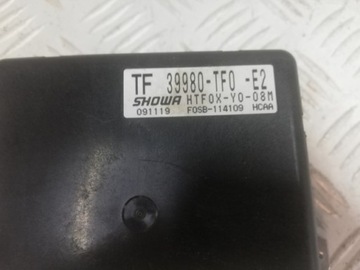 TF 39980-TF0 -E2
SHOWA HTF0X-Y0-08M
091119 F0SB-114109 HCAA